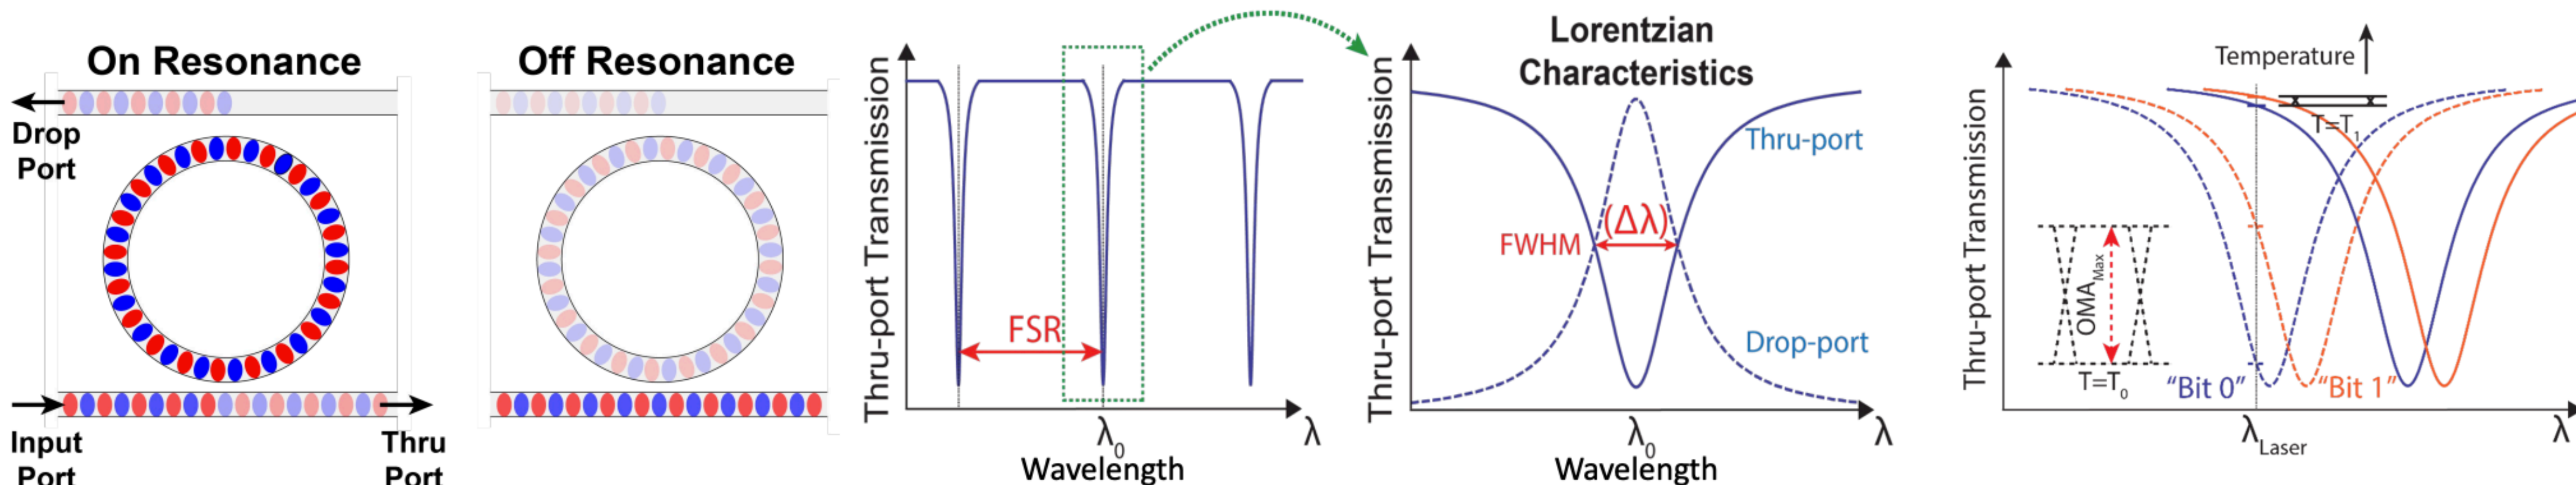 On Resonance
Drop
Port
Input
Port
Thru
Port
Off Resonance
Thru-port Transmission
FSR
λ0
λ
Wavelength
Lorentzian
Characteristics
Thru-port Transmission
Thru-port
(Δλ)
FWHM
Drop-port
λ0
λ
Wavelength
Temperature
Thru-port Transmission
T=T1
OMAMax
T=T0
“Bit 0”
“Bit 1”
λLaser
λ